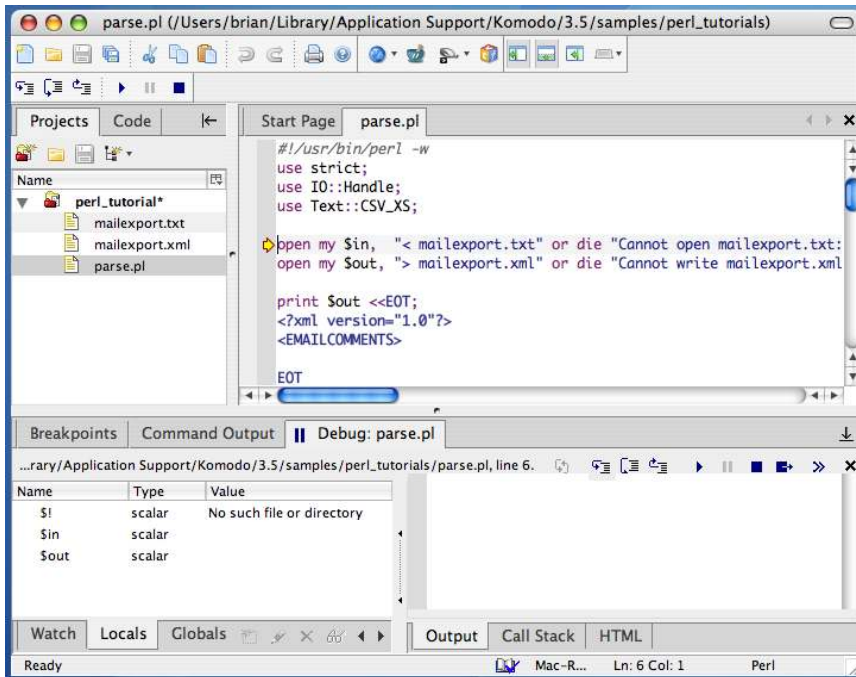 parse.pl (/Users/brian/Library/Application Support/Komodo/3.5/samples/perl_tutorials)
Projects Code
Start Page parse.pl
Name
perl_tutorial*
mailexport.txt
mailexport.xml
parse.pl
#!/usr/bin/perl -w
use strict;
use IO::Handle;
use Text::CSV_XS;
open my $in, "< mailexport.txt" or die "Cannot open mailexport.txt:
open my $out, "> mailexport.xml" or die "Cannot write mailexport.xml
print $out <<EOT;
<?xml version="1.0"?>
<EMAILCOMMENTS>
EOT
Breakpoints Command Output Debug: parse.pl
...rary/Application Support/Komodo/3.5/samples/perl_tutorials/parse.pl, line 6.
Name Type Value
$! scalar No such file or directory
$in scalar
$out scalar
Watch Locals Globals
Output Call Stack HTML
Ready Mac-R... Ln: 6 Col: 1 Perl